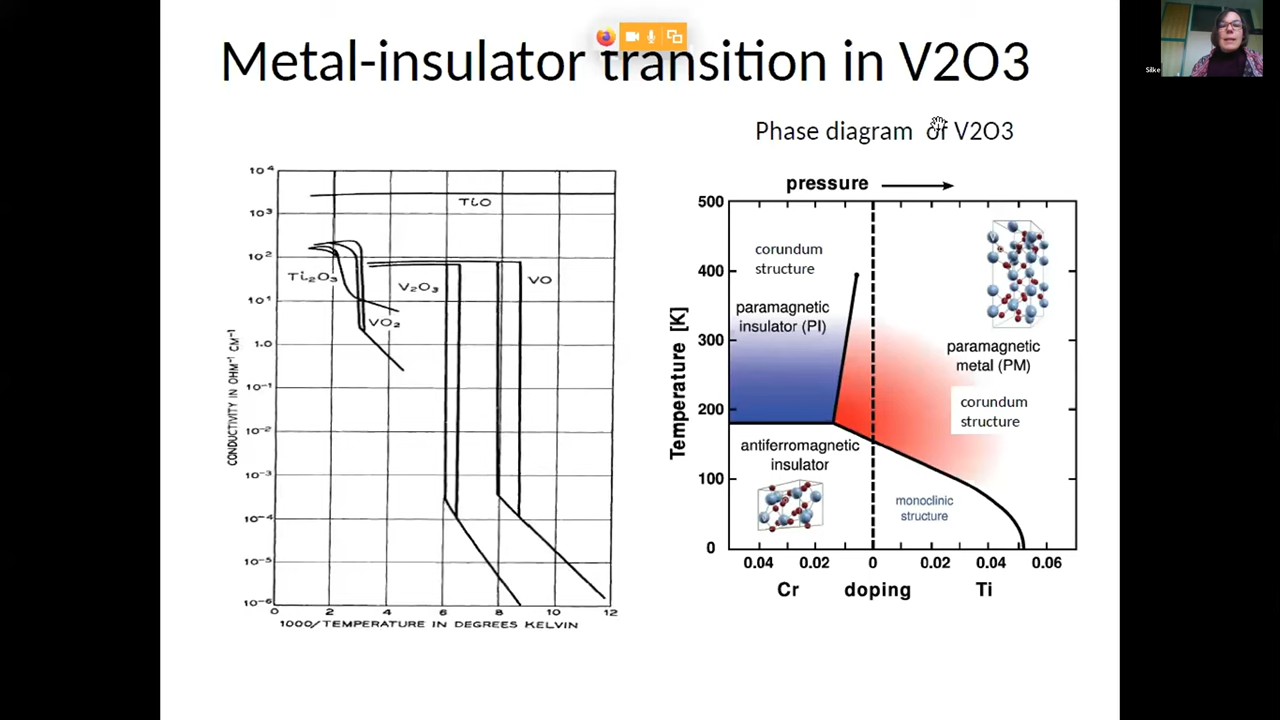 Metal-insulator transition in V2O3
Silke
Phase diagram of V2O3
10⁴
10³
10²
10¹
1.0
10⁻¹
10⁻²
10⁻³
10⁻⁴
10⁻⁵
10⁻⁶
CONDUCTIVITY IN OHM⁻¹ CM⁻¹
TiO
Ti₂O₃
V₂O₃
VO
VO₂
0 2 4 6 8 10 12
1000/TEMPERATURE IN DEGREES KELVIN
pressure
500
400
300
200
100
0
Temperature [K]
corundum
structure
paramagnetic
insulator (PI)
paramagnetic
metal (PM)
corundum
structure
antiferromagnetic
insulator
monoclinic
structure
0.04 0.02 0 0.02 0.04 0.06
Cr doping Ti